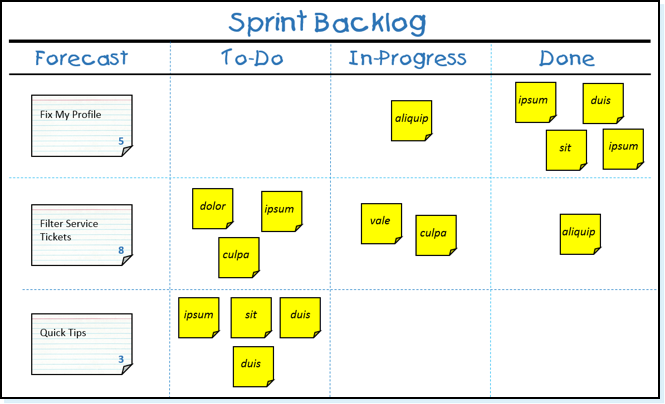 Sprint Backlog
Forecast To-Do In-Progress Done
Fix My Profile
5
aliquip
ipsum
duis
sit
ipsum
Filter Service
Tickets
8
dolor
ipsum
culpa
vale
culpa
aliquip
Quick Tips
3
ipsum
sit
duis
duis